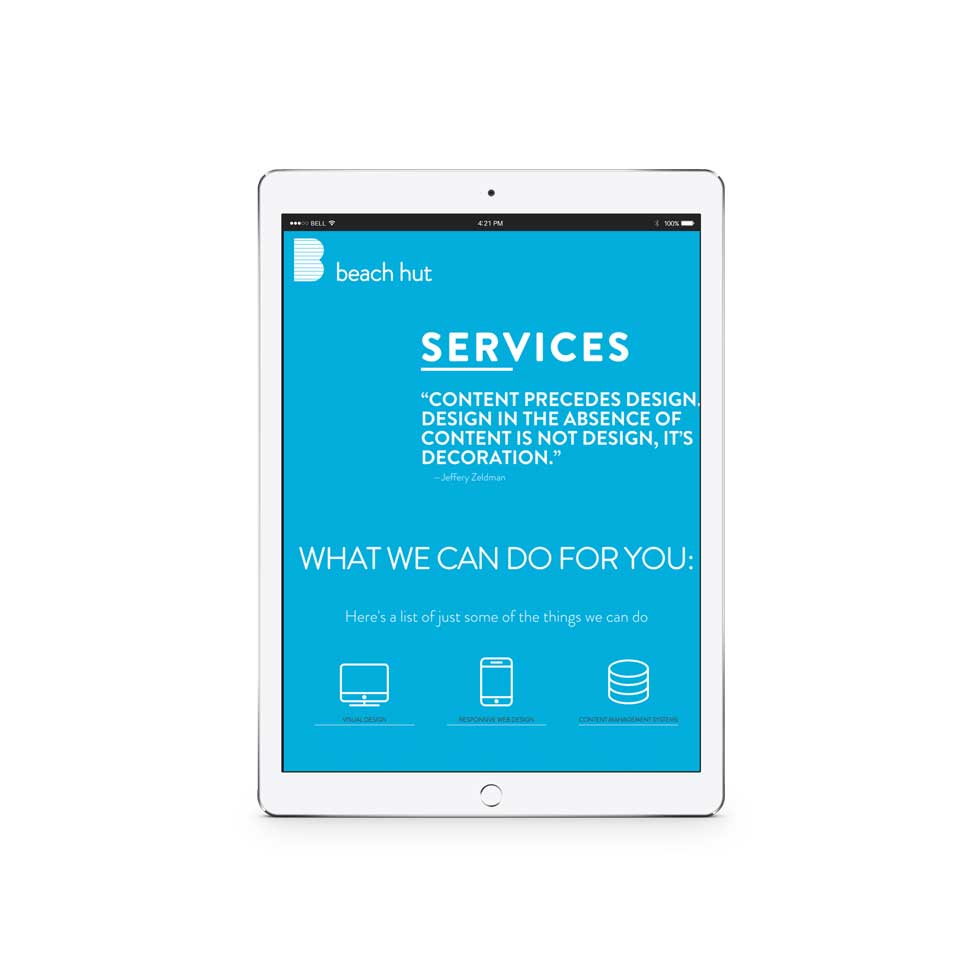 BELL
4:21 PM
100%
B
beach hut
SERVICES
“CONTENT PRECEDES DESIGN.
DESIGN IN THE ABSENCE OF
CONTENT IS NOT DESIGN, IT’S
DECORATION.”
—Jeffery Zeldman
WHAT WE CAN DO FOR YOU:
Here's a list of just some of the things we can do
VISUAL DESIGN
RESPONSIVE WEB DESIGN
CONTENT MANAGEMENT SYSTEMS